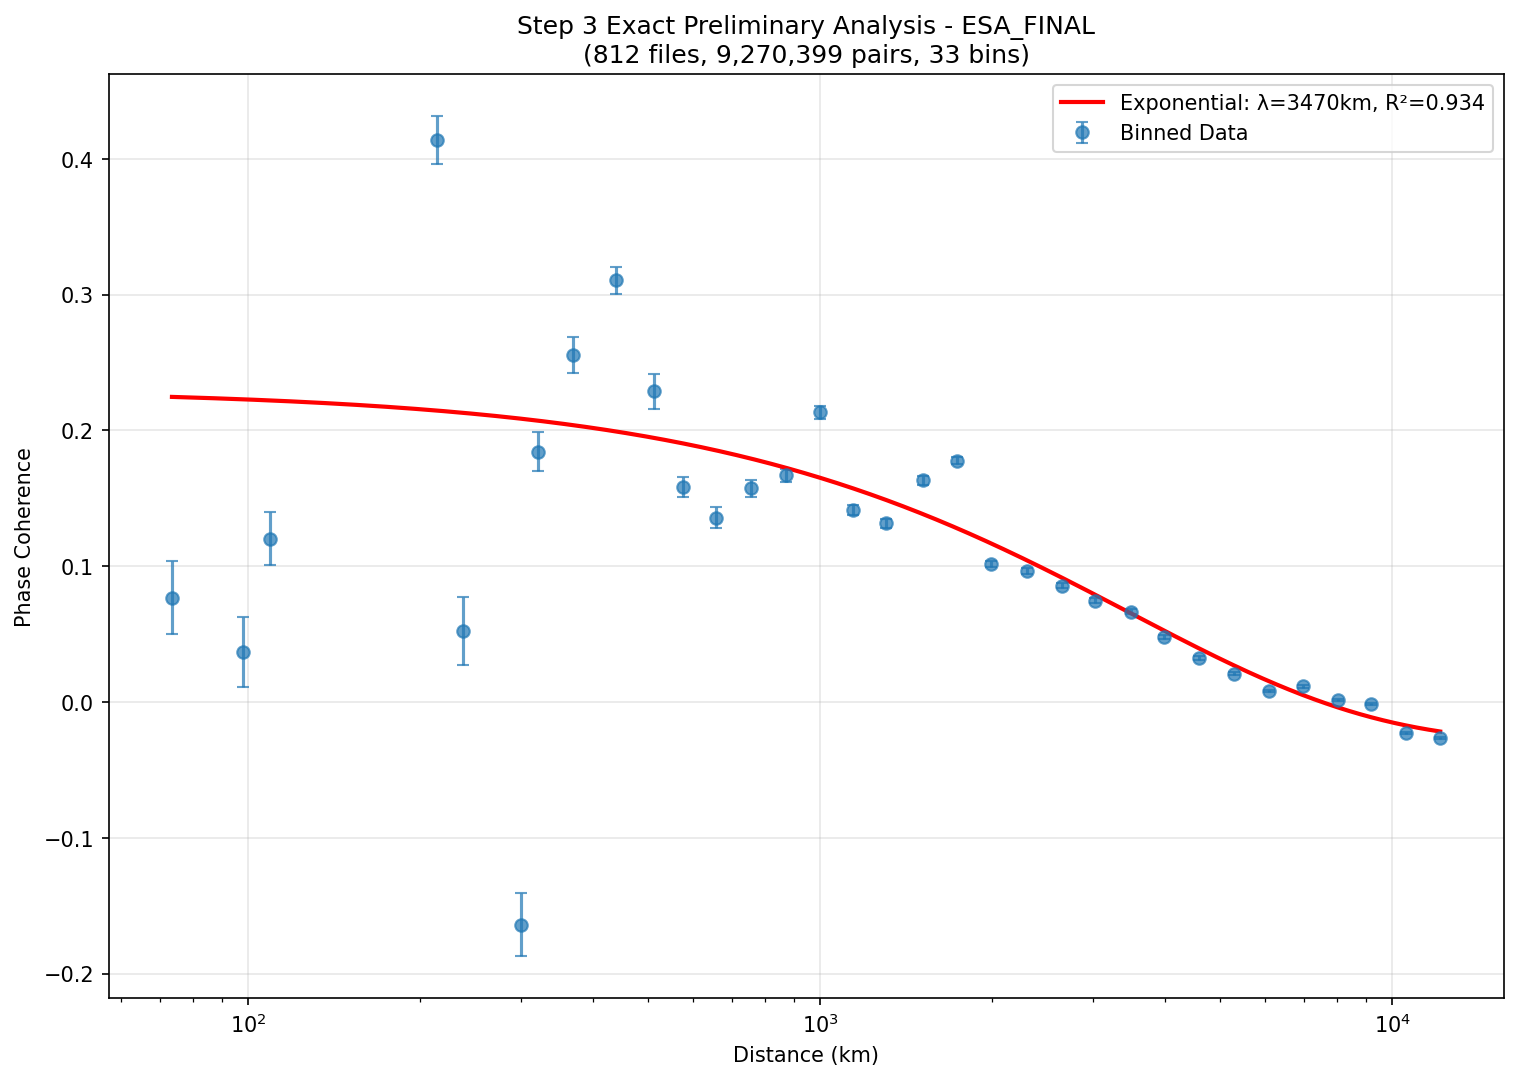 Step 3 Exact Preliminary Analysis - ESA_FINAL
(812 files, 9,270,399 pairs, 33 bins)
Exponential: λ=3470km, R²=0.934
Binned Data
Phase Coherence
0.4
0.3
0.2
0.1
0.0
−0.1
−0.2
10²
10³
10⁴
Distance (km)